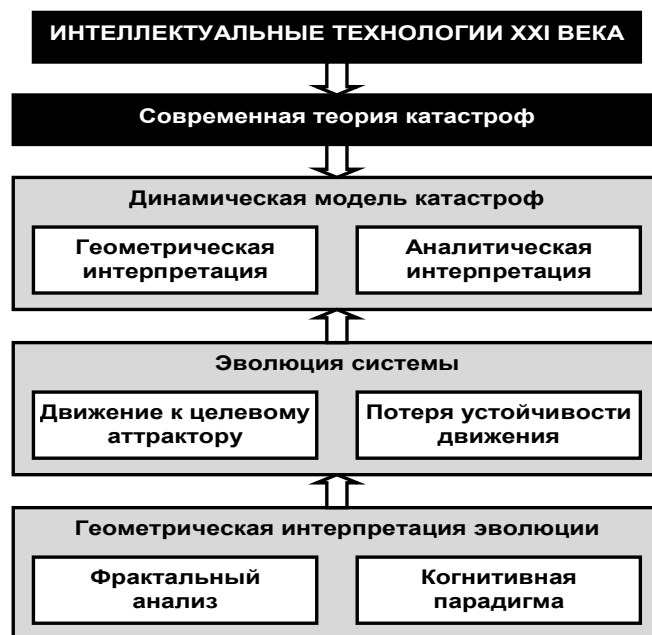 ИНТЕЛЛЕКТУАЛЬНЫЕ ТЕХНОЛОГИИ XXI ВЕКА
Современная теория катастроф
Динамическая модель катастроф
Геометрическая
интерпретация
Аналитическая
интерпретация
Эволюция системы
Движение к целевому
аттрактору
Потеря устойчивости
движения
Геометрическая интерпретация эволюции
Фрактальный
анализ
Когнитивная
парадигма